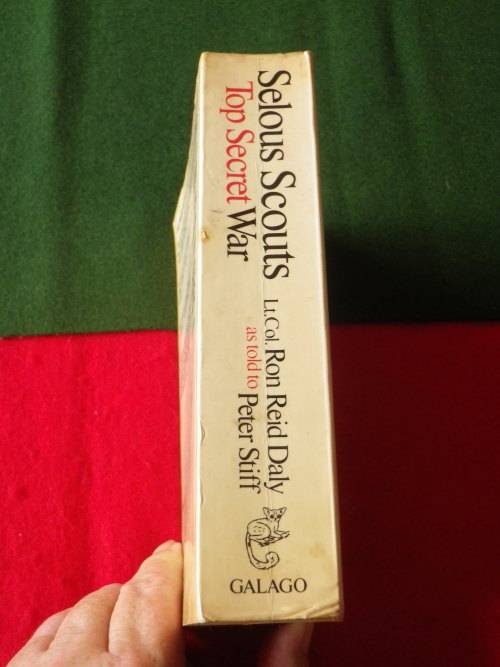 Selous Scouts
Top Secret War
Lt.Col. Ron Reid Daly
as told to Peter Stiff
GALAGO